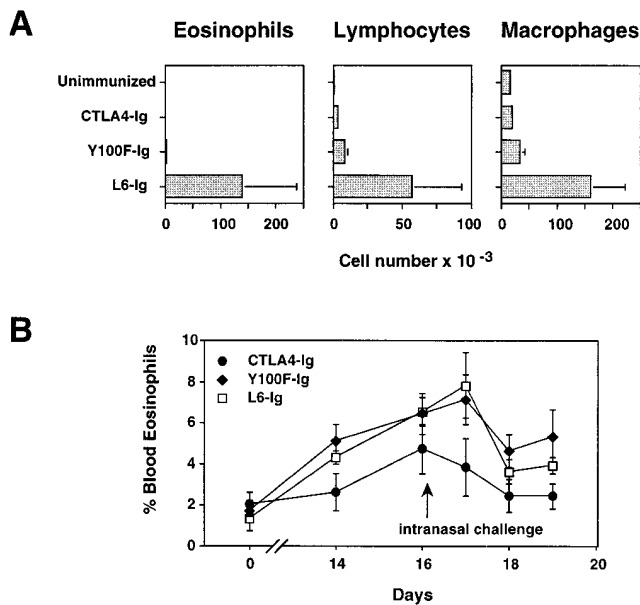 A
Eosinophils Lymphocytes Macrophages
Unimmunized
CTLA4-Ig
Y100F-Ig
L6-Ig
0 100 200 0 50 100 0 100 200
Cell number x 10 -3
B
10
8
6
4
2
0
% Blood Eosinophils
CTLA4-Ig
Y100F-Ig
L6-Ig
intranasal challenge
0 14 16 18 20
Days